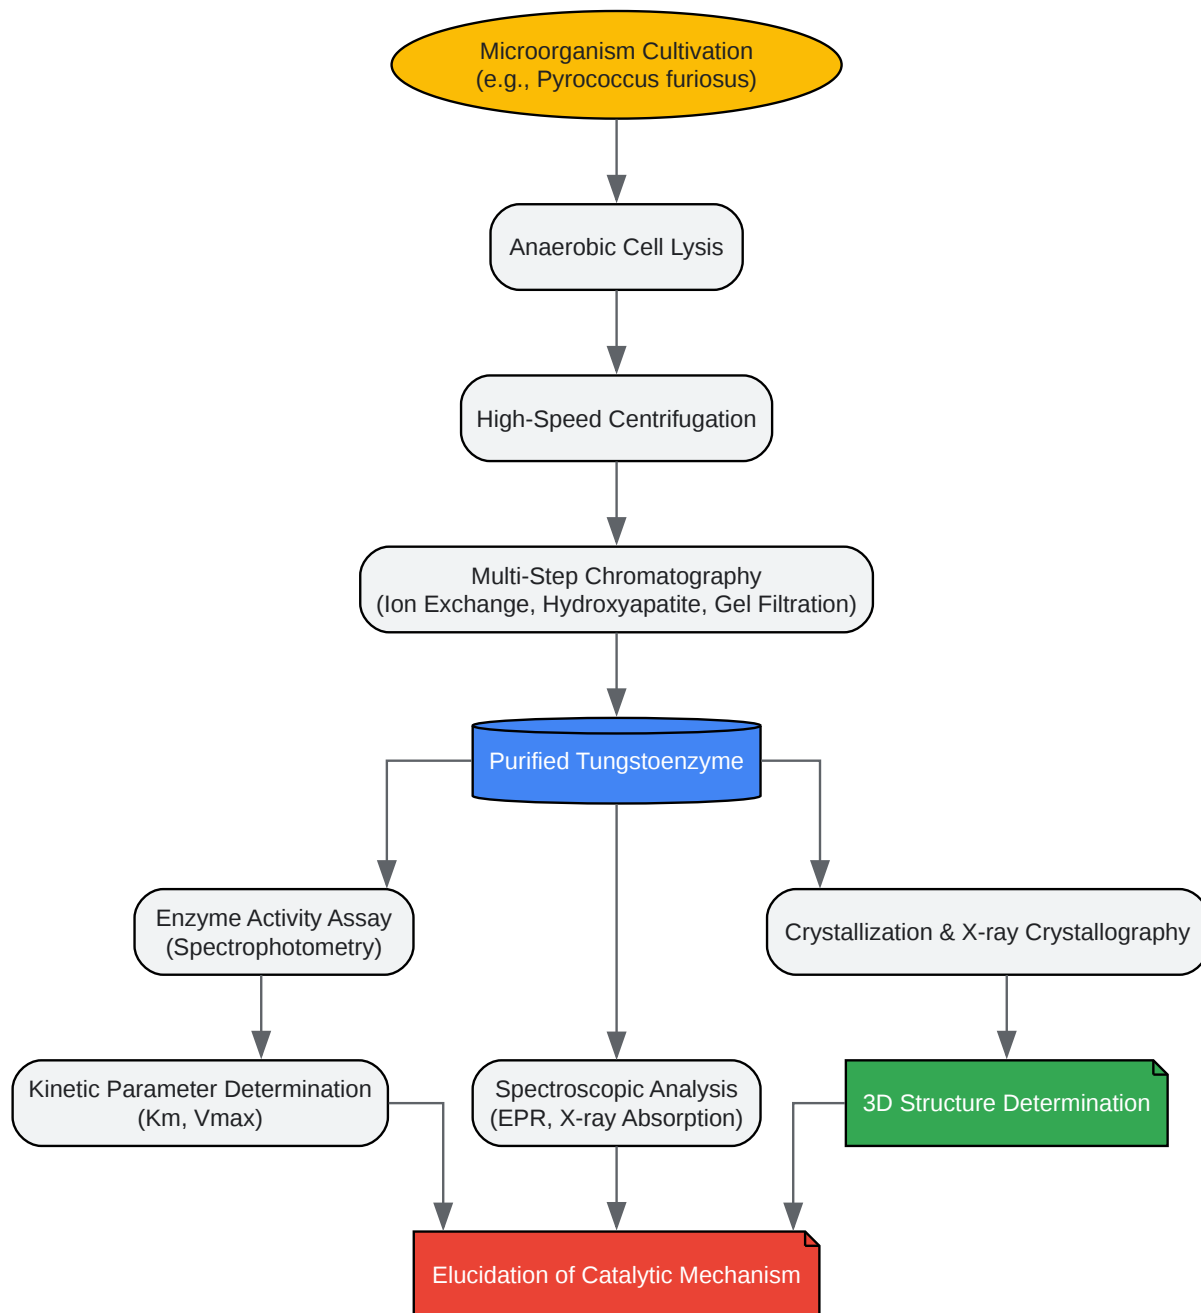 Microorganism Cultivation
(e.g., Pyrococcus furiosus)
Anaerobic Cell Lysis
High-Speed Centrifugation
Multi-Step Chromatography
(Ion Exchange, Hydroxyapatite, Gel Filtration)
Purified Tungstoenzyme
Enzyme Activity Assay
(Spectrophotometry)
Crystallization & X-ray Crystallography
Kinetic Parameter Determination
(Km, Vmax)
Spectroscopic Analysis
(EPR, X-ray Absorption)
3D Structure Determination
Elucidation of Catalytic Mechanism